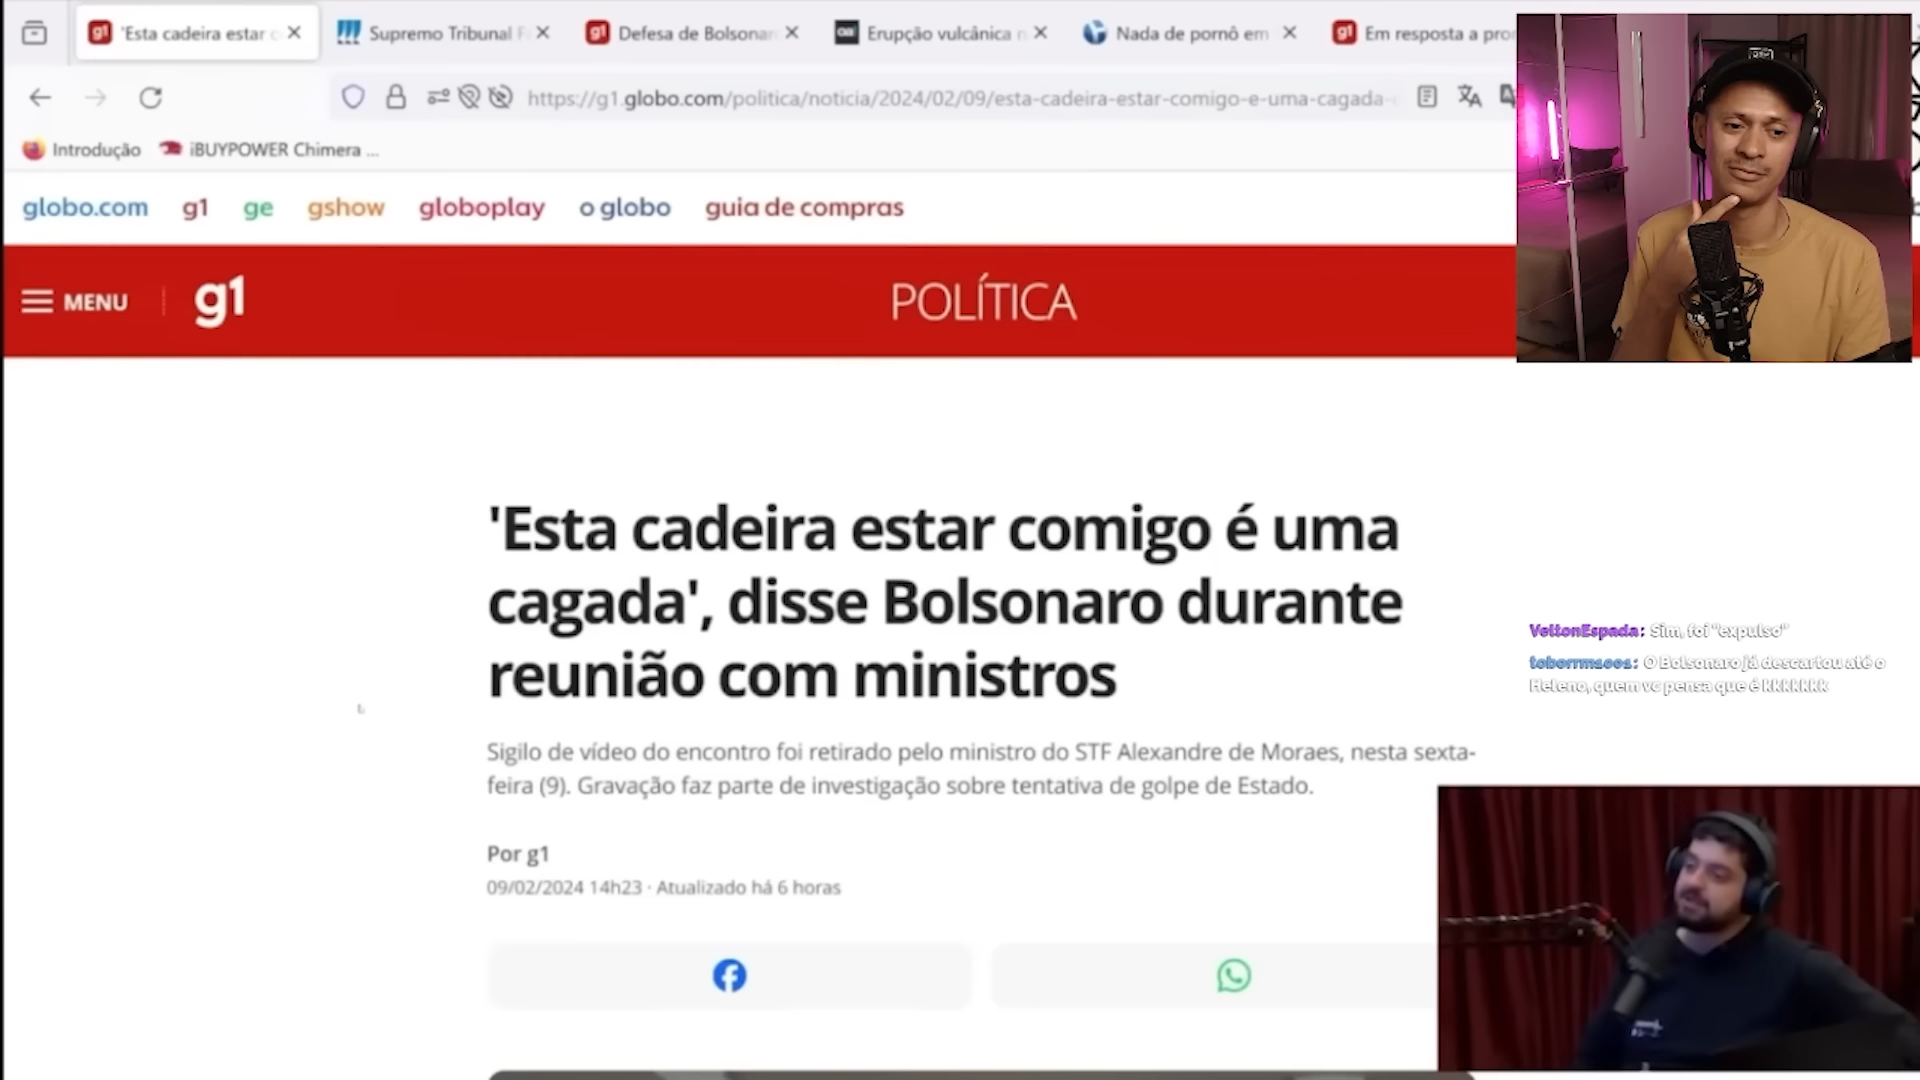 'Esta cadeira estar
Supremo Tribunal F
Defesa de Bolsonar
Erupção vulcânica
Nada de pornô em
Em resposta a pro
https://g1.globo.com/politica/noticia/2024/02/09/esta-cadeira-estar-comigo-e-uma-cagada-
Introdução
iBUYPOWER Chimera ...
globo.com g1 ge gshow globoplay o globo guia de compras
MENU
g1
POLÍTICA
'Esta cadeira estar comigo é uma
cagada', disse Bolsonaro durante
reunião com ministros
Sigilo de vídeo do encontro foi retirado pelo ministro do STF Alexandre de Moraes, nesta sexta-
feira (9). Gravação faz parte de investigação sobre tentativa de golpe de Estado.
Por g1
09/02/2024 14h23 · Atualizado há 6 horas
VeltonEspada: Sim, foi "expulso"
O Bolsonaro já descartou até o
Heleno, quem vc pensa que é kkkkkkk